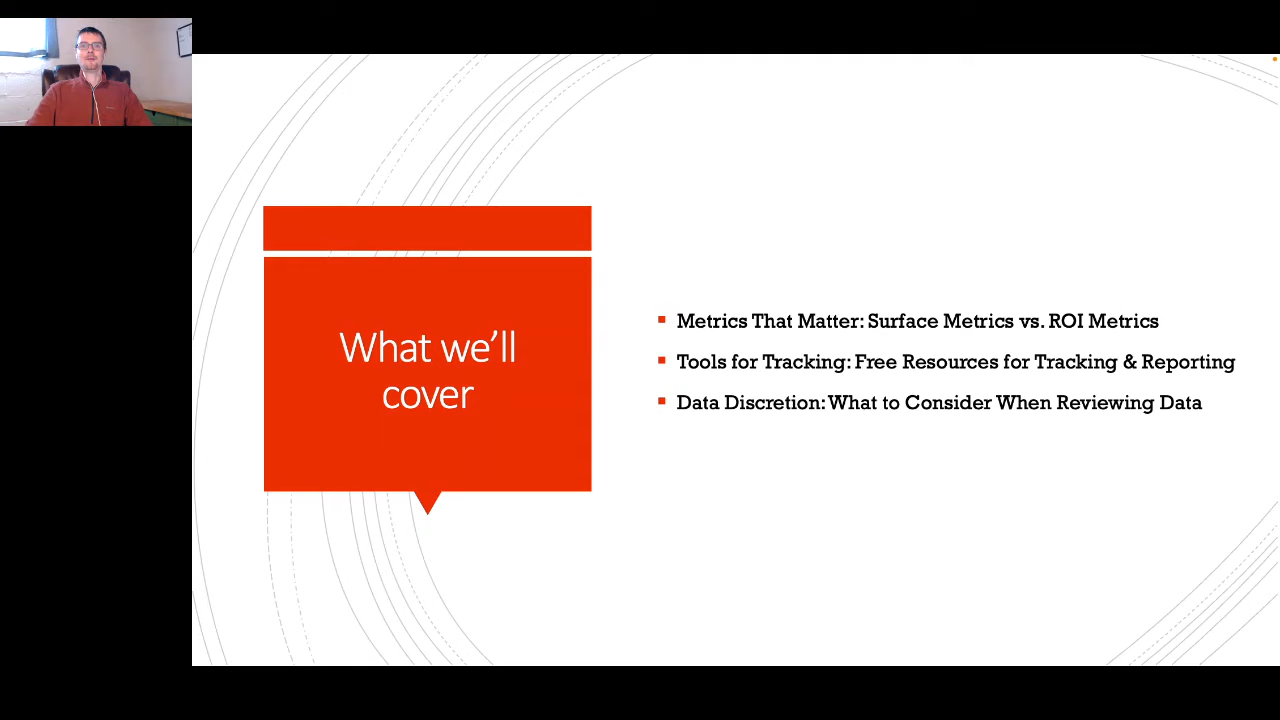 What we’ll
cover
Metrics That Matter: Surface Metrics vs. ROI Metrics
Tools for Tracking: Free Resources for Tracking & Reporting
Data Discretion: What to Consider When Reviewing Data